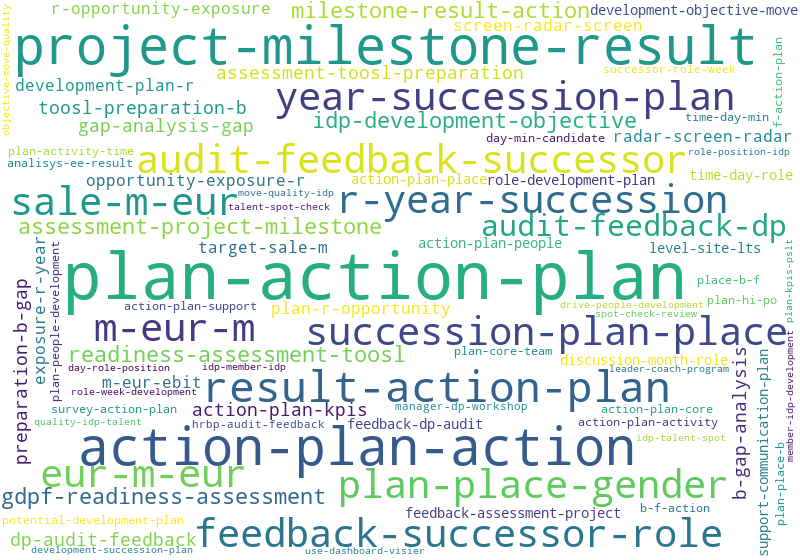 r-opportunity-exposure
milestone-result-action
development-objective-move
objective-move-quality
project-milestone-result
screen-radar-screen
f-action-plan
assessment-toosl-preparation
successor-role-week
development-plan-r
year-succession-plan
toosl-preparation-b
gap-analysis-gap
idp-development-objective
time-day-min
day-min-candidate
radar-screen-radar
plan-activity-time
analisys-ee-result
audit-feedback-successor
role-position-idp
opportunity-exposure-r
action-plan-place
role-development-plan
time-day-role
move-quality-idp
sale-m-eur
talent-spot-check
r-year-succession
assessment-project-milestone
audit-feedback-dp
exposure-r-year
plan-people-development
target-sale-m
action-plan-people
level-site-lts
plan-kpis-pslt
plan-action-plan
place-b-f
preparation-b-gap
action-plan-support
plan-r-opportunity
drive-people-development
plan-hi-po
spot-check-review
m-eur-m
succession-plan-place
readiness-assessment-toosl
plan-core-team
discussion-month-role
member-idp-development
day-role-position
idp-member-idp
leader-coach-program
m-eur-ebit
result-action-plan
b-gap-analysis
support-communication-plan
role-week-development
survey-action-plan
action-plan-kpis
manager-dp-workshop
action-plan-core
quality-idp-talent
hrbp-audit-feedback
feedback-dp-audit
action-plan-activity
action-plan-action
idp-talent-spot
plan-place-b
eur-m-eur
plan-place-gender
gdpf-readiness-assessment
feedback-assessment-project
b-f-action
potential-development-plan
feedback-successor-role
dp-audit-feedback
development-succession-plan
use-dashboard-visier